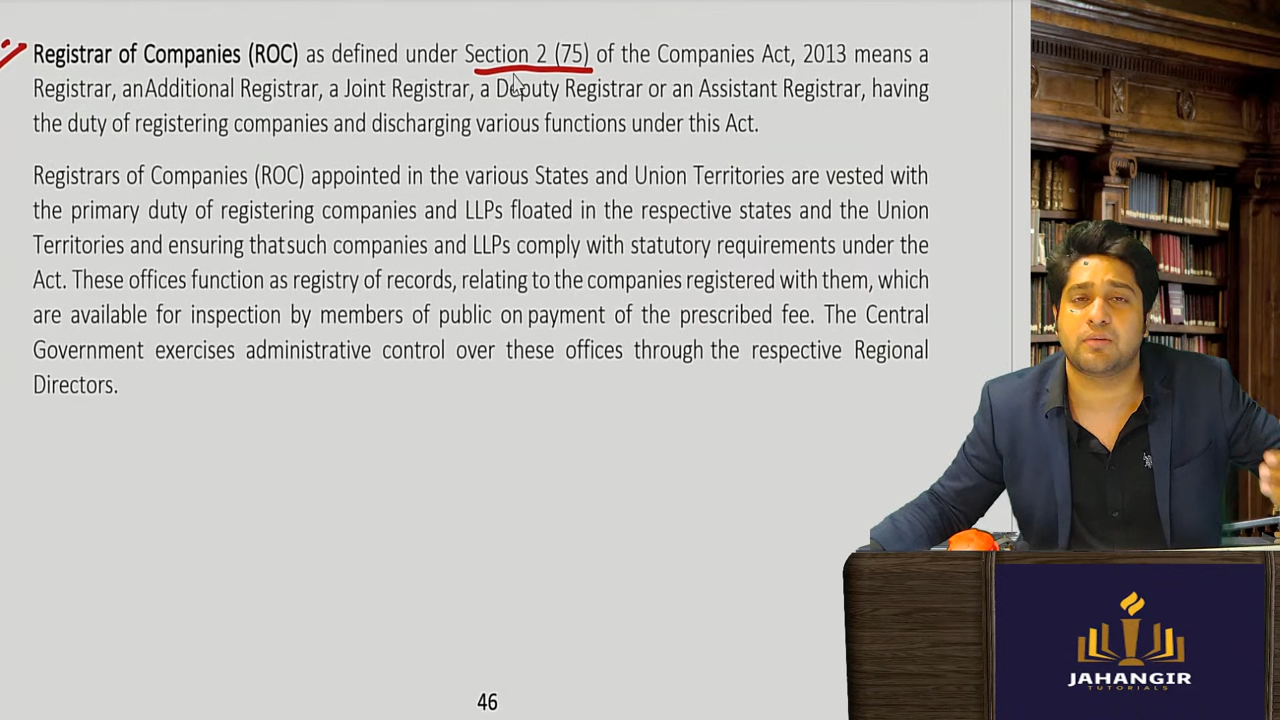 Registrar of Companies (ROC) as defined under Section 2 (75) of the Companies Act, 2013 means a
Registrar, anAdditional Registrar, a Joint Registrar, a Deputy Registrar or an Assistant Registrar, having
the duty of registering companies and discharging various functions under this Act.
Registrars of Companies (ROC) appointed in the various States and Union Territories are vested with
the primary duty of registering companies and LLPs floated in the respective states and the Union
Territories and ensuring thatsuch companies and LLPs comply with statutory requirements under the
Act. These offices function as registry of records, relating to the companies registered with them, which
are available for inspection by members of public on payment of the prescribed fee. The Central
Government exercises administrative control over these offices through the respective Regional
Directors.
46
JAHANGIR
TUTORIALS